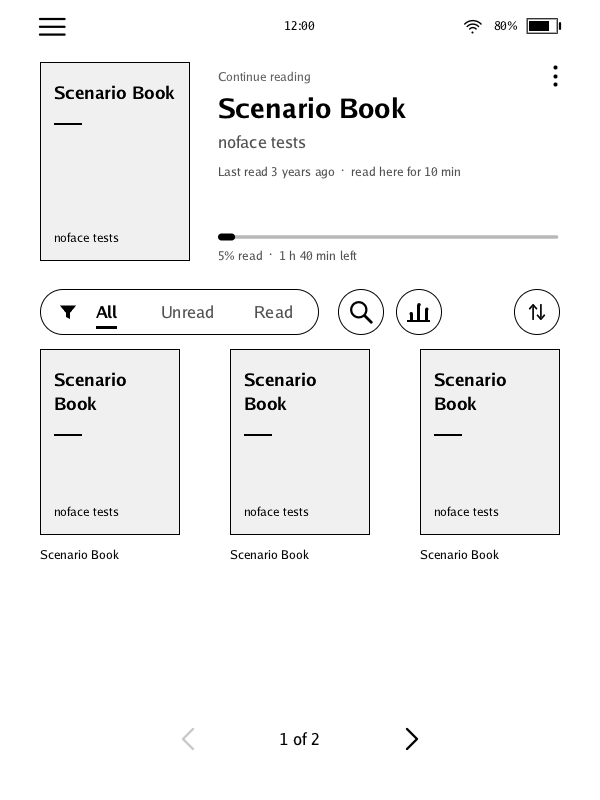 12:00
80%
Scenario Book
noface tests
Continue reading
Scenario Book
noface tests
Last read 3 years ago · read here for 10 min
5% read · 1 h 40 min left
All Unread Read
Scenario
Book
noface tests
Scenario Book
Scenario
Book
noface tests
Scenario Book
Scenario
Book
noface tests
Scenario Book
1 of 2